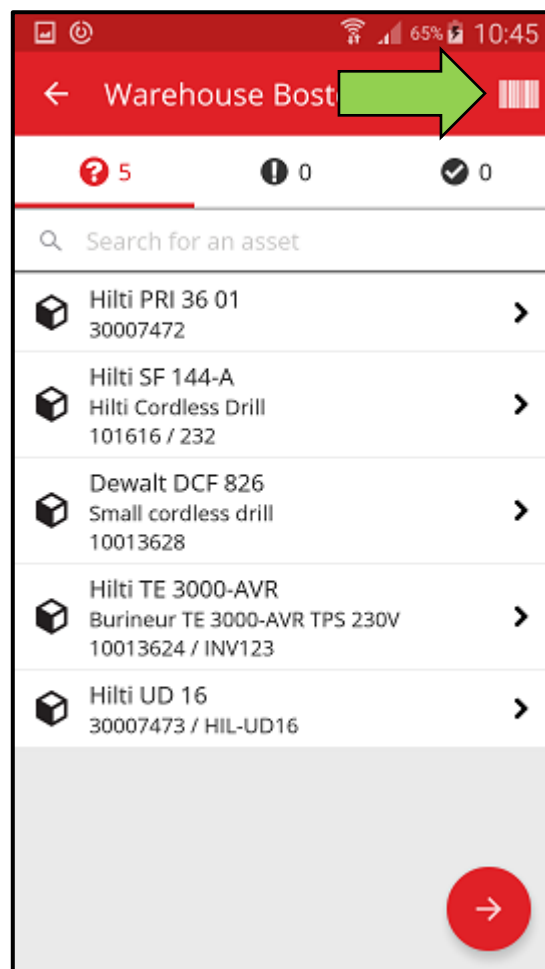 65% 10:45
Warehouse Bost
5 0 0
Search for an asset
Hilti PRI 36 01
30007472
Hilti SF 144-A
Hilti Cordless Drill
101616 / 232
Dewalt DCF 826
Small cordless drill
10013628
Hilti TE 3000-AVR
Burineur TE 3000-AVR TPS 230V
10013624 / INV123
Hilti UD 16
30007473 / HIL-UD16